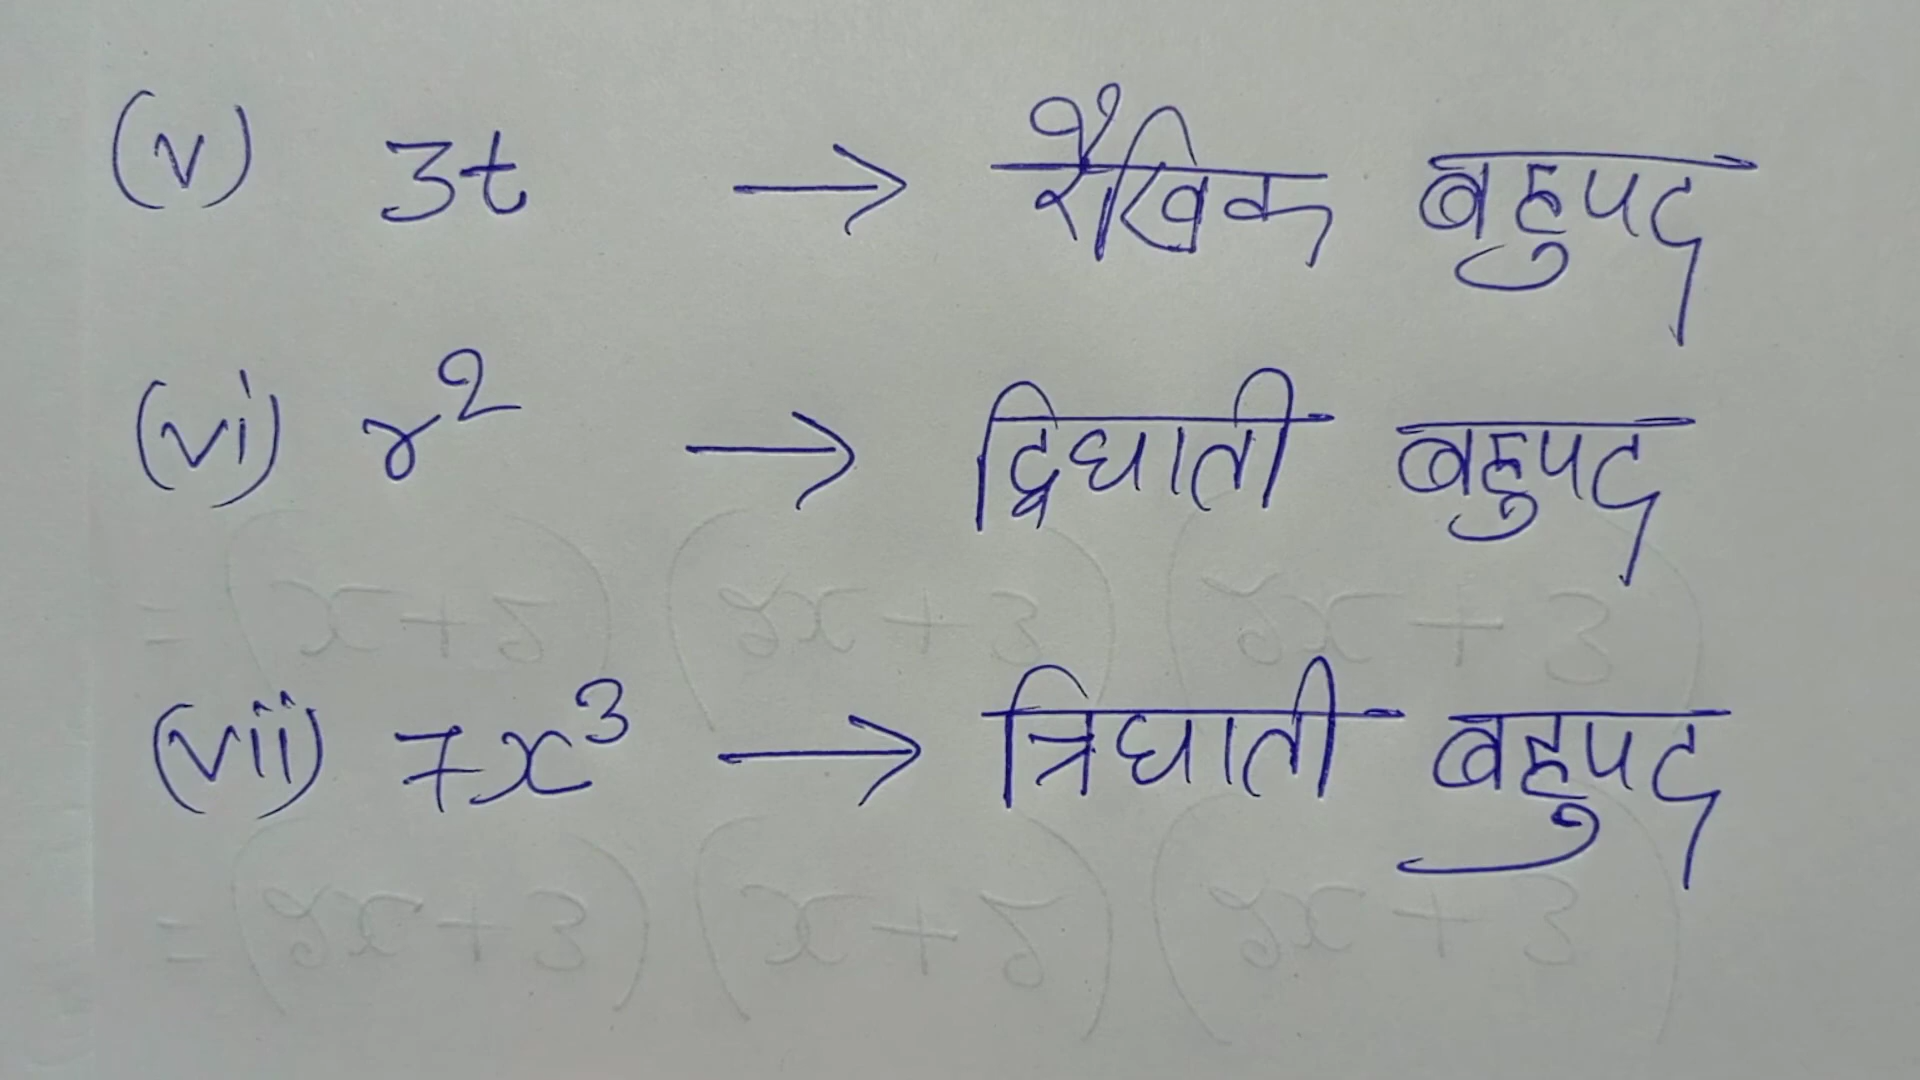 (v) 3t → रैखिक बहुपद
(vi) r² → द्विघाती बहुपद
(vii) 7x³ → त्रिघाती बहुपद